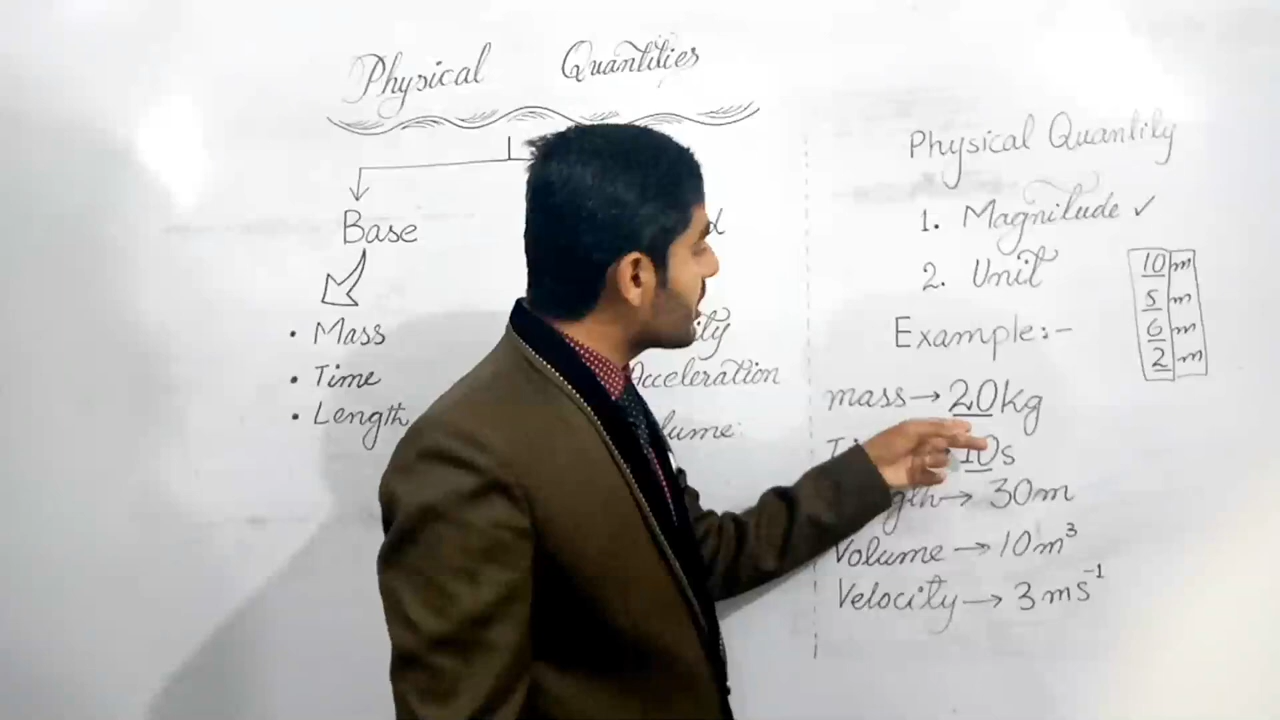 Physical Quantities
Base
• Mass
• Time
• Length
Acceleration
Physical Quantity
1. Magnitude ✓
2. Unit
Example:-
mass → 20kg
10s
→ 30m
Volume → 10m³
Velocity → 3ms⁻¹
10 m
5 m
6 m
2 m